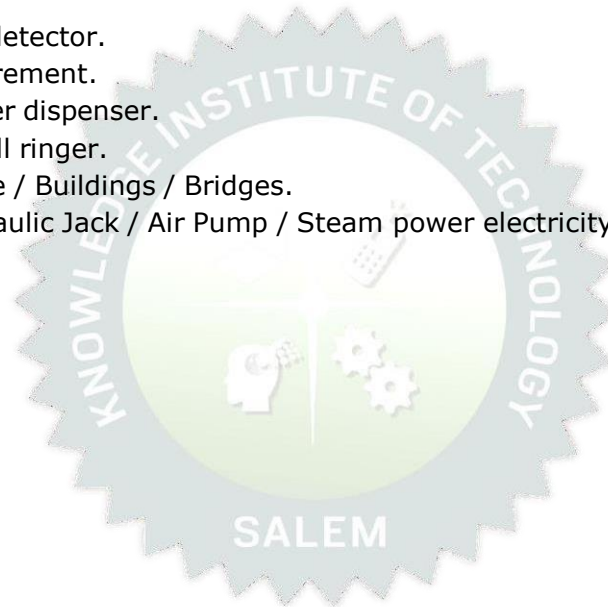 detector.
rement.
er dispenser.
ll ringer.
e / Buildings / Bridges.
aulic Jack / Air Pump / Steam power electricity
KNOWLEDGE INSTITUTE OF TECHNOLOGY
SALEM